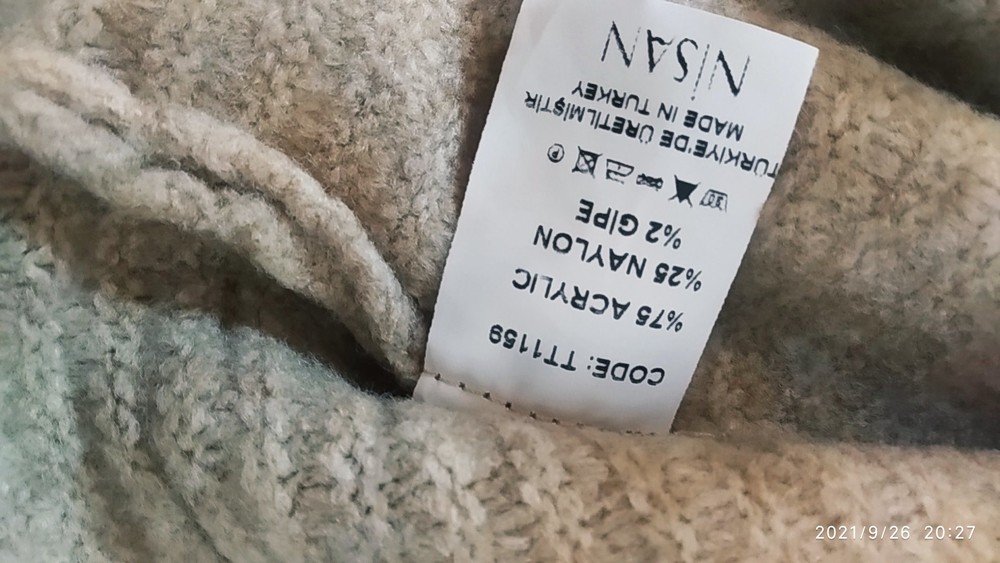 NİSAN
MADE IN TURKEY
TÜRKİYE'DE ÜRETİLMİŞTİR
P
%2 GİPE
%25 NAYLON
%75 ACRYLIC
CODE: TT1159
2021/9/26 20:27